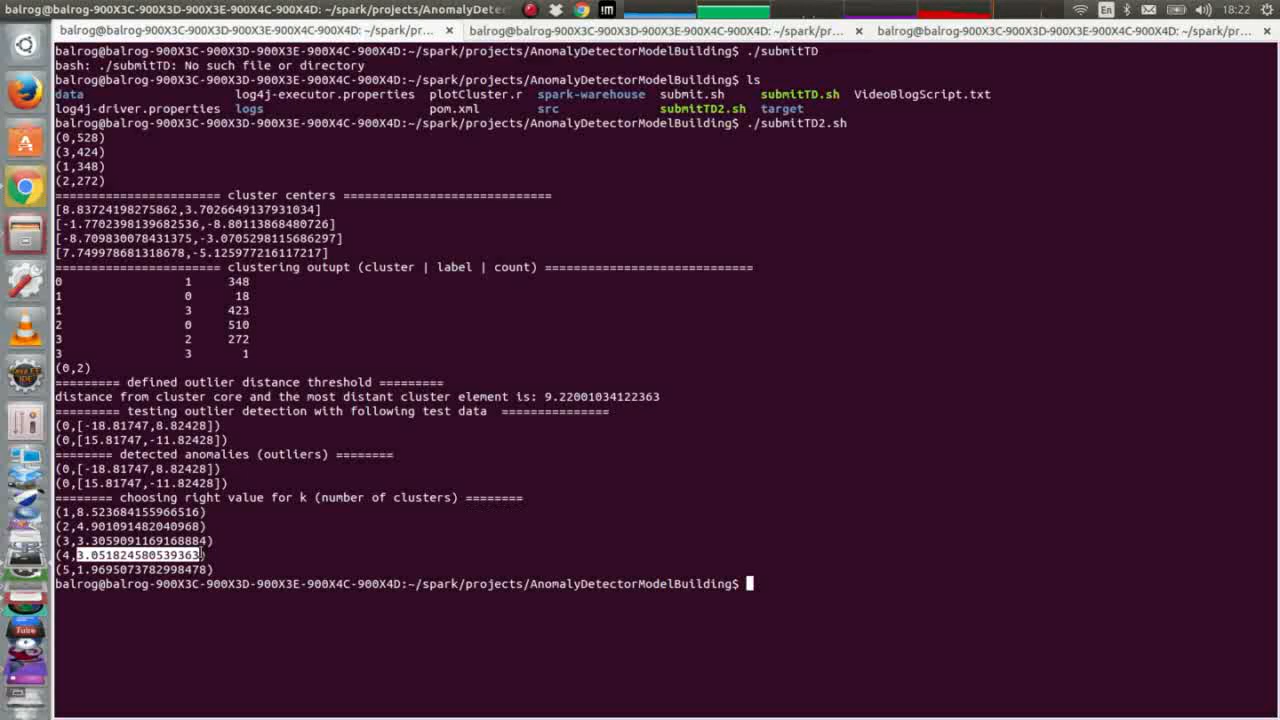 balrog@balrog-900X3C-900X3D-900X3E-900X4C-900X4D: ~/spark/projects/AnomalyDetec En 18:22
balrog@balrog-900X3C-900X3D-900X3E-900X4C-900X4D: ~/spark/pr... balrog@balrog-900X3C-900X3D-900X3E-900X4C-900X4D: ~/spark/pr... balrog@balrog-900X3C-900X3D-900X3E-900X4C-900X4D: ~/spark/pr...
balrog@balrog-900X3C-900X3D-900X3E-900X4C-900X4D:~/spark/projects/AnomalyDetectorModelBuilding$ ./submitTD
bash: ./submitTD: No such file or directory
balrog@balrog-900X3C-900X3D-900X3E-900X4C-900X4D:~/spark/projects/AnomalyDetectorModelBuilding$ ls
data log4j-executor.properties plotCluster.r spark-warehouse submit.sh submitTD.sh VideoBlogScript.txt
log4j-driver.properties logs pom.xml src submitTD2.sh target
balrog@balrog-900X3C-900X3D-900X3E-900X4C-900X4D:~/spark/projects/AnomalyDetectorModelBuilding$ ./submitTD2.sh
(0,528)
(3,424)
(1,348)
(2,272)
======================= cluster centers =============================
[8.83724198275862,3.7026649137931034]
[-1.7702398139682536,-8.80113868480726]
[-8.709830078431375,-3.0705298115686297]
[7.749978681318678,-5.125977216117217]
======================= clustering outupt (cluster | label | count) =============================
0 1 348
1 0 18
1 3 423
2 0 510
3 2 272
3 3 1
(0,2)
========= defined outlier distance threshold =========
distance from cluster core and the most distant cluster element is: 9.22001034122363
========= testing outlier detection with following test data ===============
(0,[-18.81747,8.82428])
(0,[15.81747,-11.82428])
======== detected anomalies (outliers) ========
(0,[-18.81747,8.82428])
(0,[15.81747,-11.82428])
======== choosing right value for k (number of clusters) ========
(1,8.523684155966516)
(2,4.901091482040968)
(3,3.3059091169168884)
(4,3.051824580539363)
(5,1.9695073782998478)
balrog@balrog-900X3C-900X3D-900X3E-900X4C-900X4D:~/spark/projects/AnomalyDetectorModelBuilding$